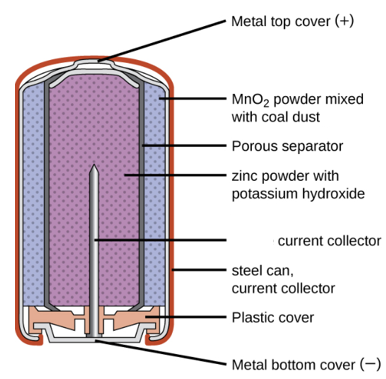 Metal top cover (+)
MnO₂ powder mixed
with coal dust
Porous separator
zinc powder with
potassium hydroxide
current collector
steel can,
current collector
Plastic cover
Metal bottom cover (−)